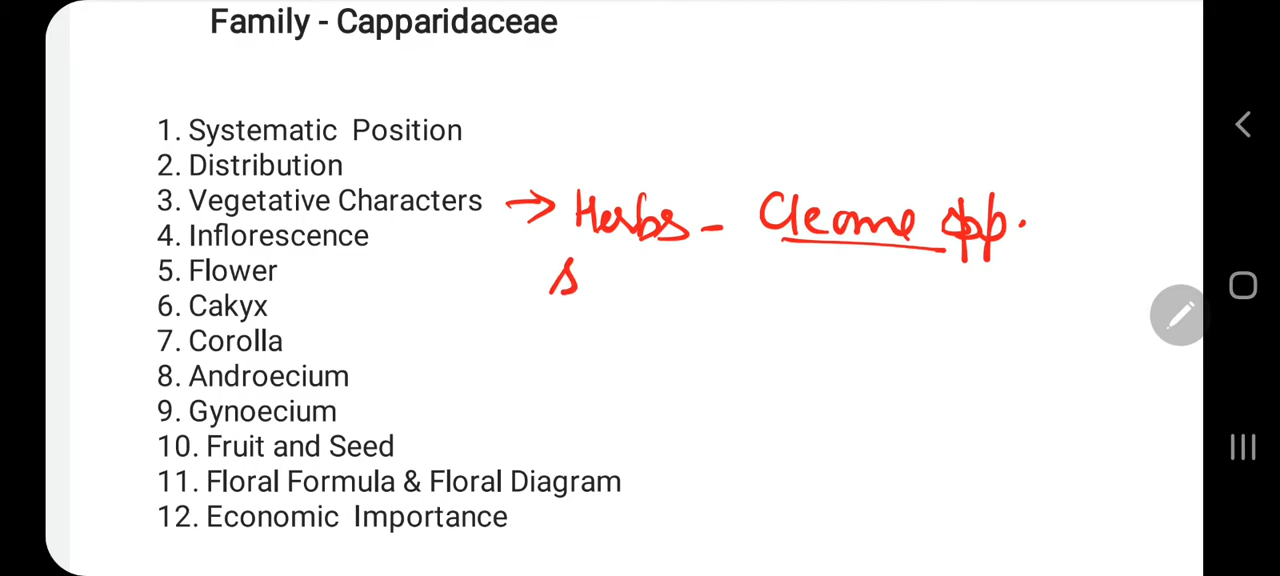 Family - Capparidaceae
1. Systematic Position
2. Distribution
3. Vegetative Characters → Herbs - Cleome spp.
s
4. Inflorescence
5. Flower
6. Cakyx
7. Corolla
8. Androecium
9. Gynoecium
10. Fruit and Seed
11. Floral Formula & Floral Diagram
12. Economic Importance